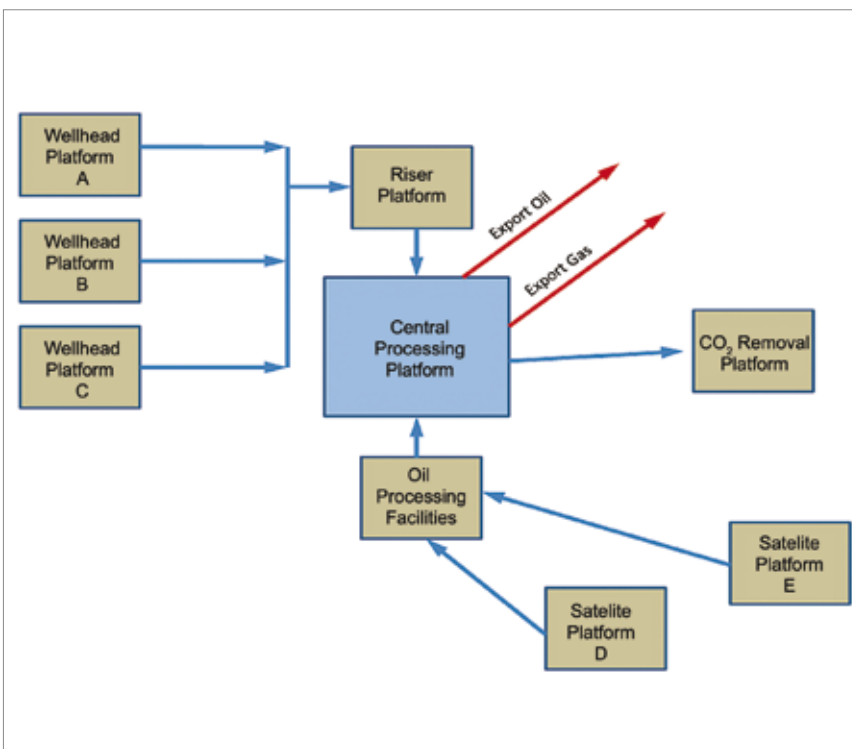 Wellhead
Platform
A
Wellhead
Platform
B
Wellhead
Platform
C
Riser
Platform
Export Oil
Export Gas
Central
Processing
Platform
CO₂ Removal
Platform
Oil
Processing
Facilities
Satelite
Platform
E
Satelite
Platform
D